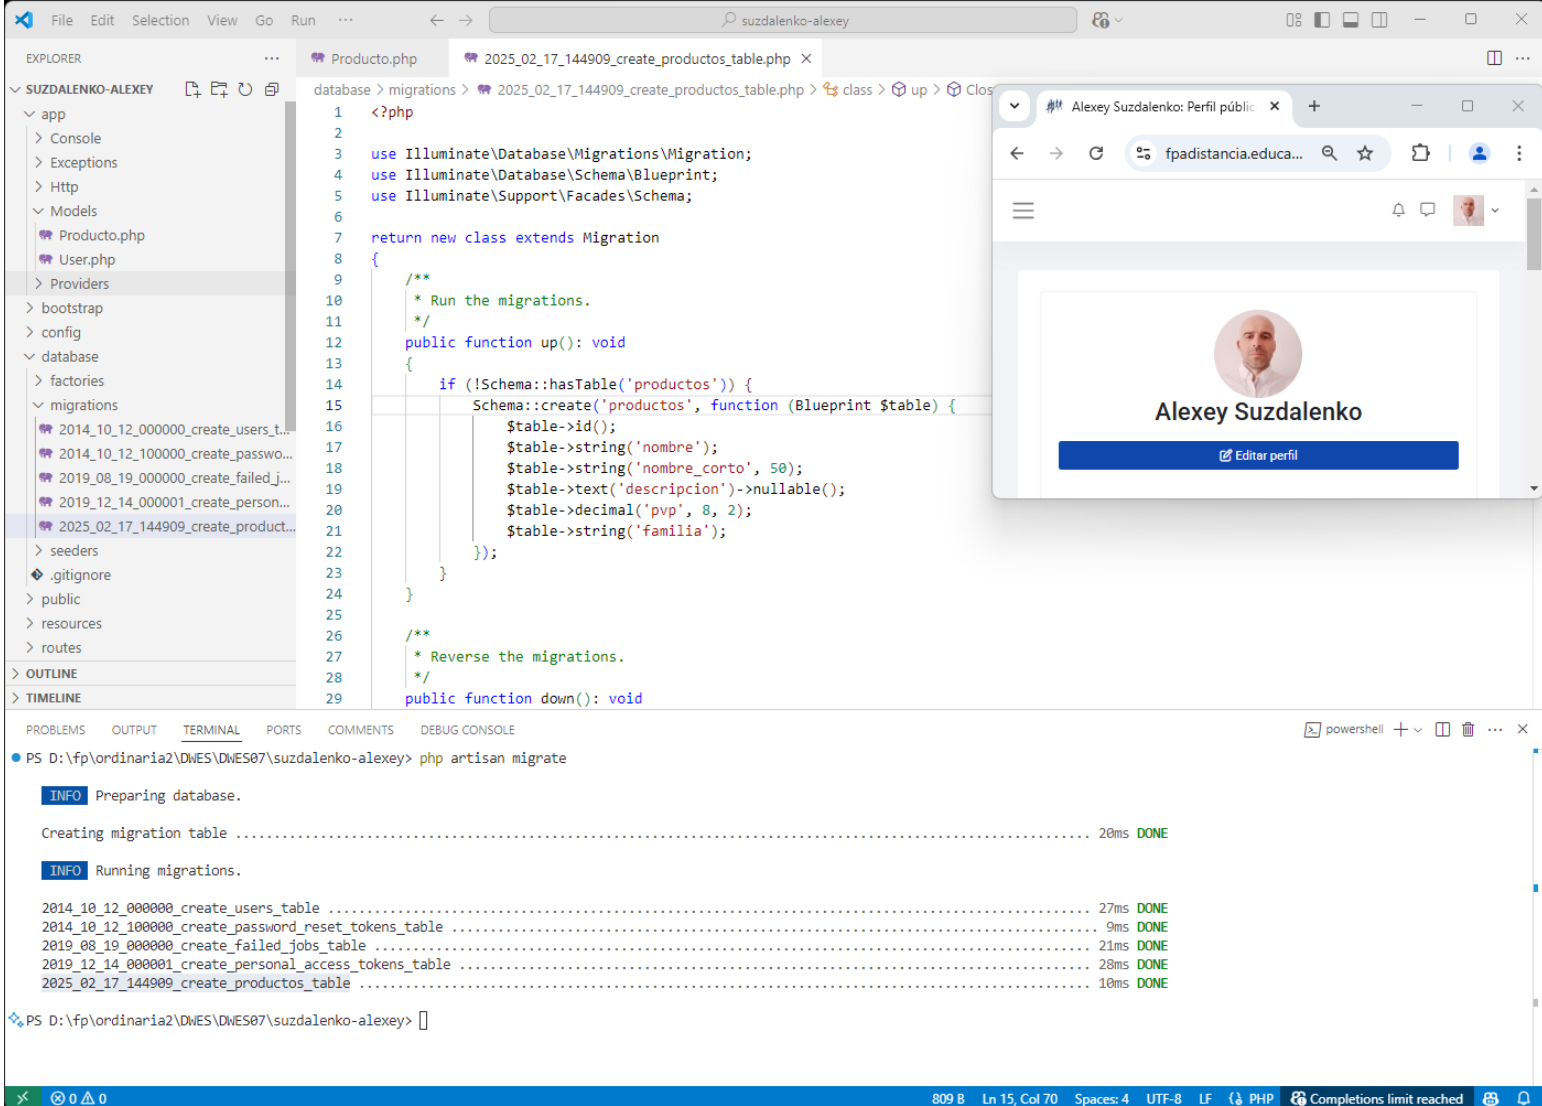 File Edit Selection View Go Run ···
suzdalenko-alexey
EXPLORER
SUZDALENKO-ALEXEY
app
Console
Exceptions
Http
Models
Producto.php
User.php
Providers
bootstrap
config
database
factories
migrations
2014_10_12_000000_create_users_t...
2014_10_12_100000_create_passwo...
2019_08_19_000000_create_failed_j...
2019_12_14_000001_create_person...
2025_02_17_144909_create_product...
seeders
.gitignore
public
resources
routes
OUTLINE
TIMELINE
Producto.php
2025_02_17_144909_create_productos_table.php
database > migrations > 2025_02_17_144909_create_productos_table.php > class > up > Clos
1 <?php
2
3 use Illuminate\Database\Migrations\Migration;
4 use Illuminate\Database\Schema\Blueprint;
5 use Illuminate\Support\Facades\Schema;
6
7 return new class extends Migration
8 {
9 /**
10 * Run the migrations.
11 */
12 public function up(): void
13 {
14 if (!Schema::hasTable('productos')) {
15 Schema::create('productos', function (Blueprint $table) {
16 $table->id();
17 $table->string('nombre');
18 $table->string('nombre_corto', 50);
19 $table->text('descripcion')->nullable();
20 $table->decimal('pvp', 8, 2);
21 $table->string('familia');
22 });
23 }
24 }
25
26 /**
27 * Reverse the migrations.
28 */
29 public function down(): void
Alexey Suzdalenko: Perfil públic
fpadistancia.educa...
Alexey Suzdalenko
Editar perfil
PROBLEMS OUTPUT TERMINAL PORTS COMMENTS DEBUG CONSOLE
powershell
PS D:\fp\ordinaria2\DWES\DWES07\suzdalenko-alexey> php artisan migrate
INFO Preparing database.
Creating migration table ........ 20ms DONE
INFO Running migrations.
2014_10_12_000000_create_users_table ........ 27ms DONE
2014_10_12_100000_create_password_reset_tokens_table ........ 9ms DONE
2019_08_19_000000_create_failed_jobs_table ........ 21ms DONE
2019_12_14_000001_create_personal_access_tokens_table ........ 28ms DONE
2025_02_17_144909_create_productos_table ........ 10ms DONE
PS D:\fp\ordinaria2\DWES\DWES07\suzdalenko-alexey>
0 0 809 B Ln 15, Col 70 Spaces: 4 UTF-8 LF PHP Completions limit reached